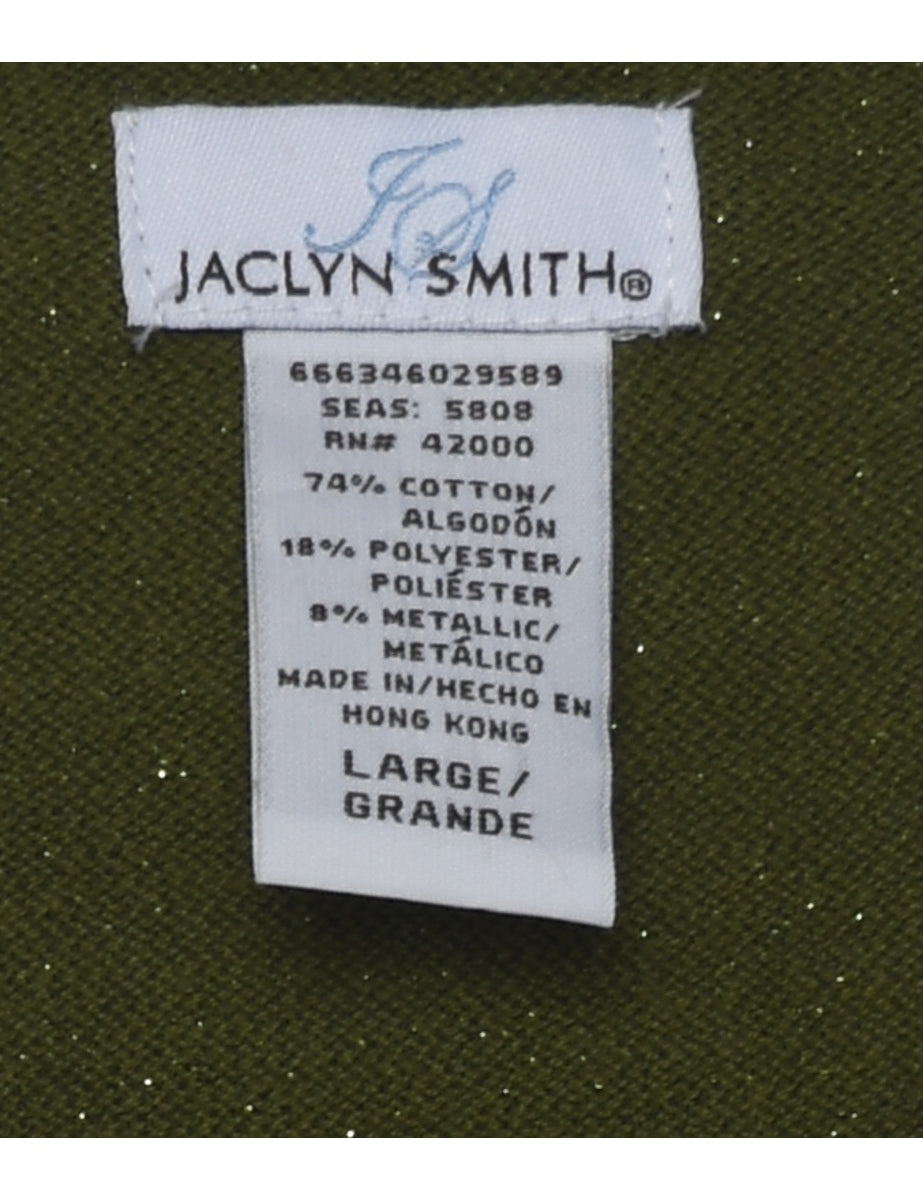 JS
JACLYN SMITH®
666346029589
SEAS: 5808
RN# 42000
74% COTTON/
ALGODÓN
18% POLYESTER/
POLIÉSTER
8% METALLIC/
METÁLICO
MADE IN/HECHO EN
HONG KONG
LARGE/
GRANDE